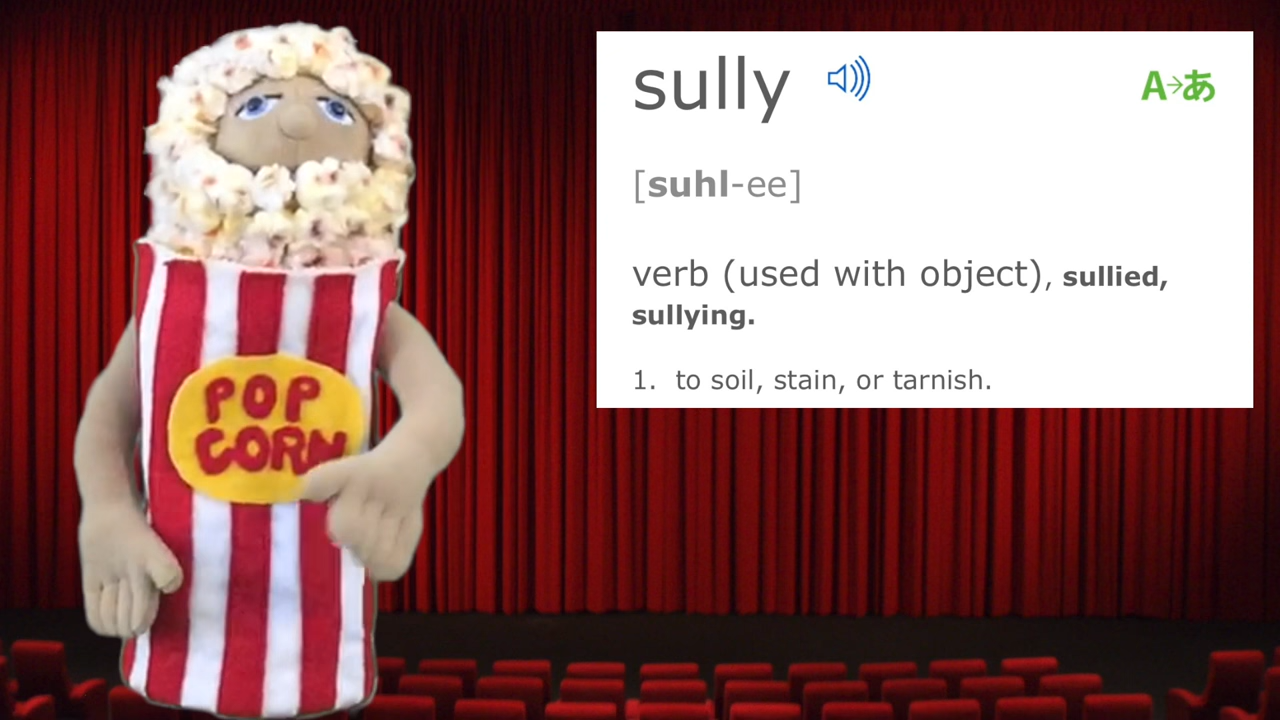 sully
A→あ
[suhl-ee]
verb (used with object), sullied,
sullying.
1. to soil, stain, or tarnish.
POP
CORN